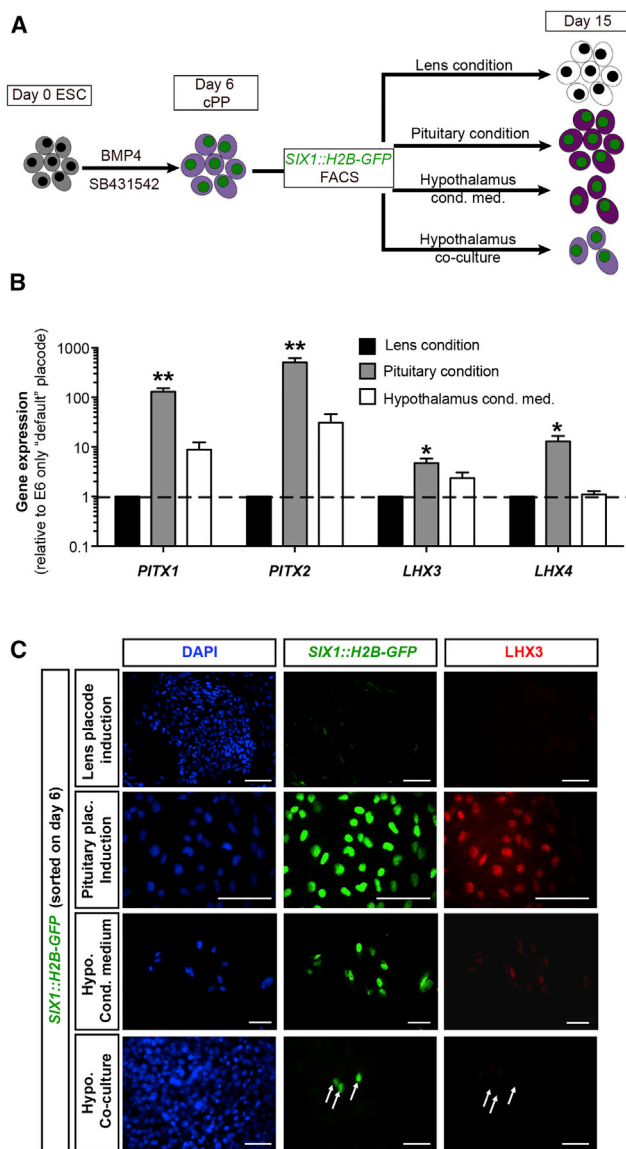 A
Day 0 ESC
BMP4
SB431542
Day 6
cPP
SIX1::H2B-GFP
FACS
Lens condition
Pituitary condition
Hypothalamus
cond. med.
Hypothalamus
co-culture
Day 15
B
Gene expression
(relative to E6 only "default" placode)
1000
100
10
1
0.1
**
**
*
*
Lens condition
Pituitary condition
Hypothalamus cond. med.
PITX1
PITX2
LHX3
LHX4
C
DAPI
SIX1::H2B-GFP
LHX3
SIX1::H2B-GFP (sorted on day 6)
Lens placode
induction
Pituitary plac.
Induction
Hypo.
Cond. medium
Hypo.
Co-culture